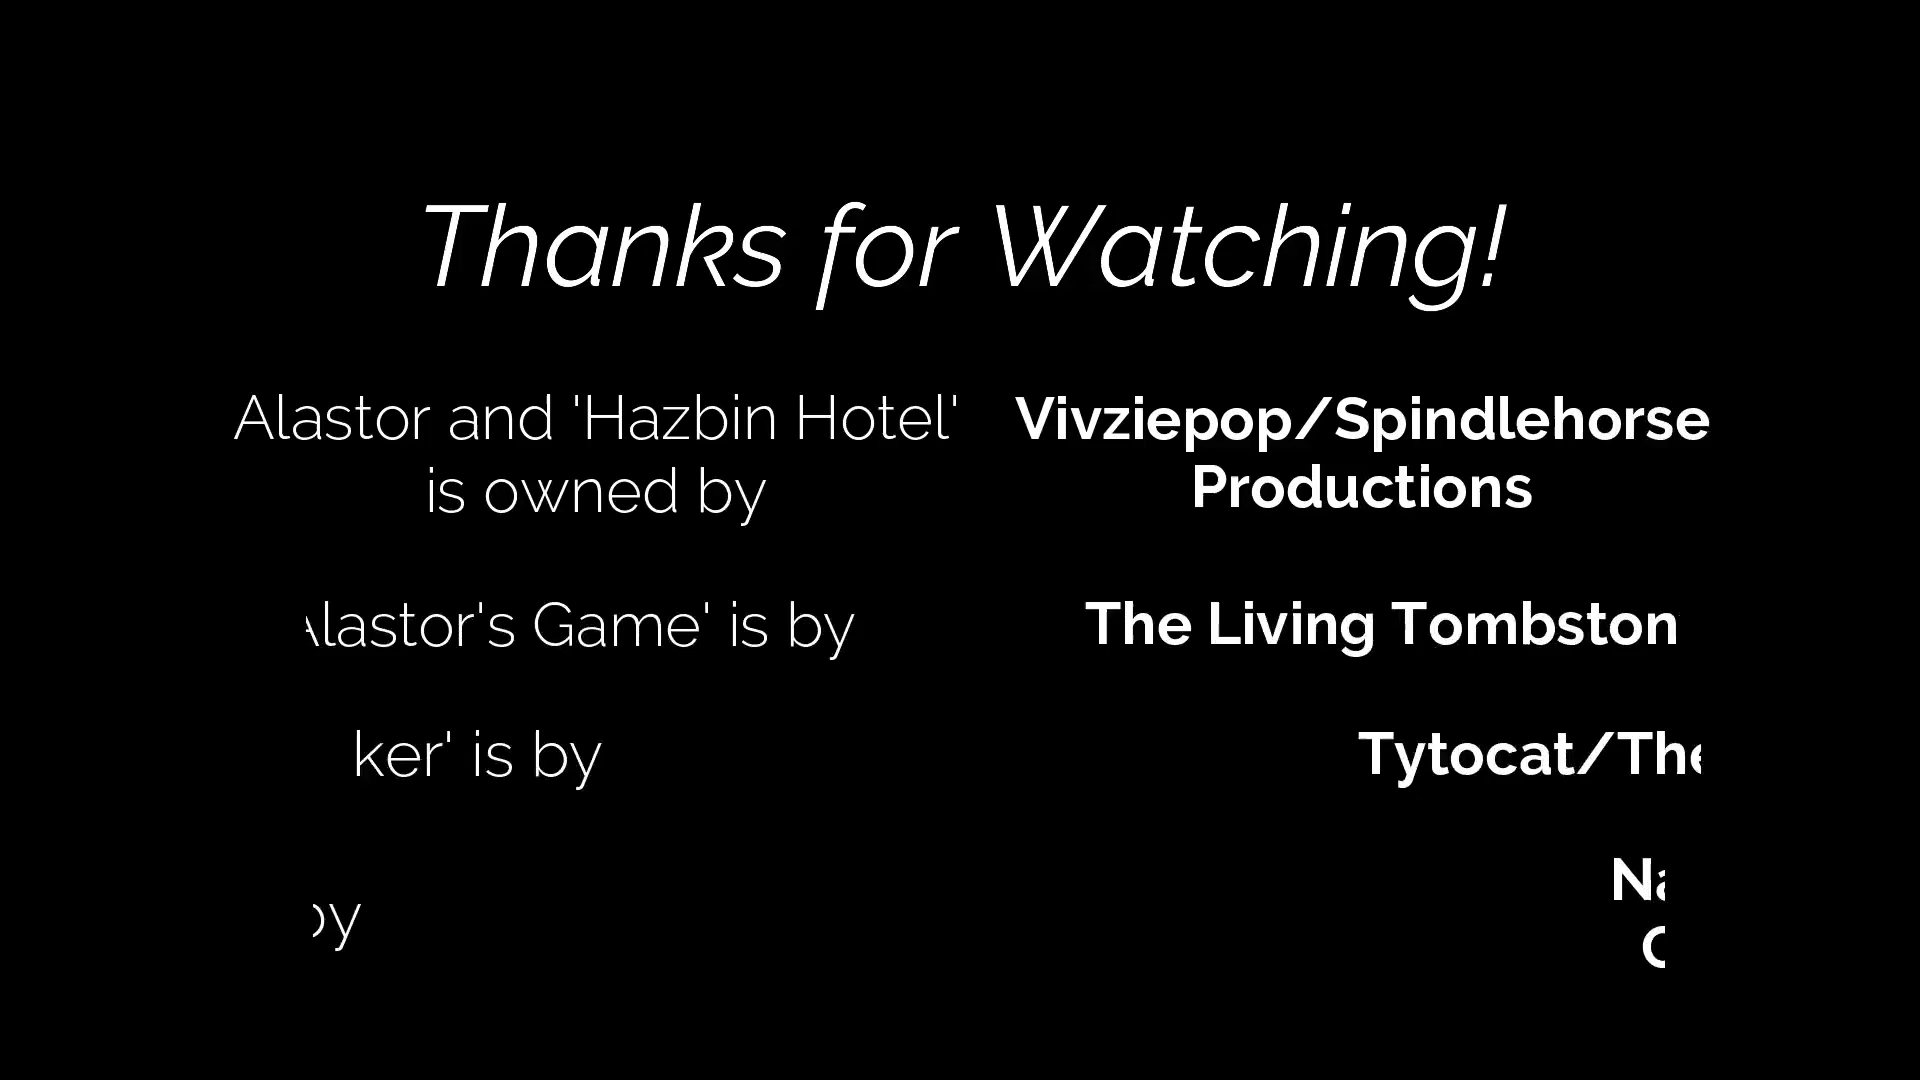 Thanks for Watching!
Alastor and 'Hazbin Hotel'
is owned by
Vivziepop/Spindlehorse
Productions
lastor's Game' is by
The Living Tombston
ker' is by
Tytocat/The